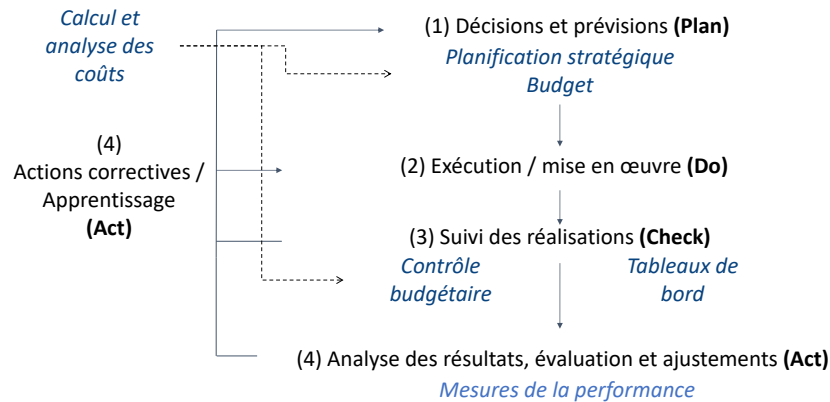 Calcul et
analyse des
coûts
(1) Décisions et prévisions (Plan)
Planification stratégique
Budget
(4)
Actions correctives /
Apprentissage
(Act)
(2) Exécution / mise en œuvre (Do)
(3) Suivi des réalisations (Check)
Contrôle
budgétaire
Tableaux de
bord
(4) Analyse des résultats, évaluation et ajustements (Act)
Mesures de la performance